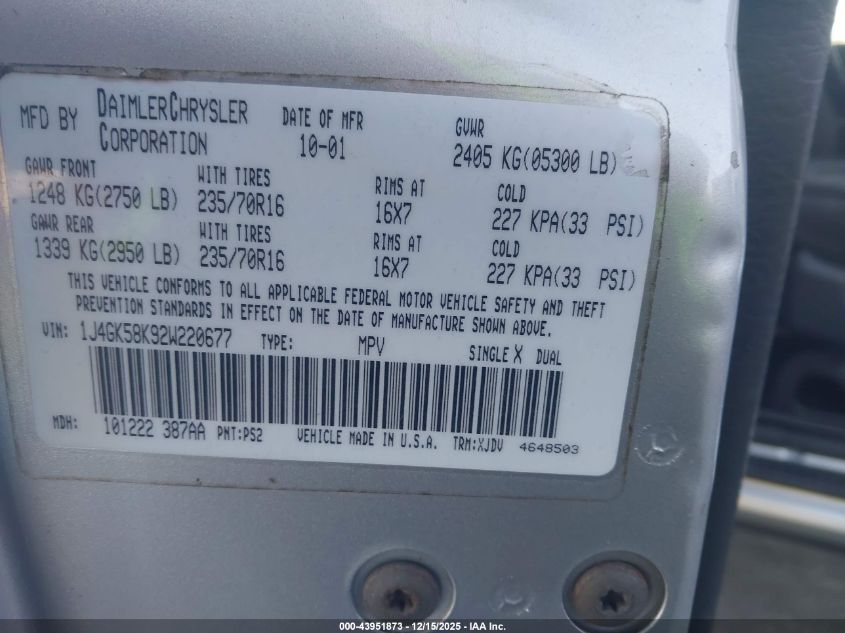 MFD BY DAIMLERCHRYSLER CORPORATION DATE OF MFR 10-01 GVWR 2405 KG(05300 LB)
GAWR FRONT WITH TIRES RIMS AT COLD
1248 KG(2750 LB) 235/70R16 16X7 227 KPA(33 PSI)
GAWR REAR WITH TIRES RIMS AT COLD
1339 KG(2950 LB) 235/70R16 16X7 227 KPA(33 PSI)
THIS VEHICLE CONFORMS TO ALL APPLICABLE FEDERAL MOTOR VEHICLE SAFETY AND THEFT
PREVENTION STANDARDS IN EFFECT ON THE DATE OF MANUFACTURE SHOWN ABOVE.
VIN: 1J4GK58K92W220677 TYPE: MPV SINGLE X DUAL
MDH: 101222 387AA PNT:PS2 VEHICLE MADE IN U.S.A. TRM:XJDV 4648503
000-43951873 - 12/15/2025 - IAA Inc.